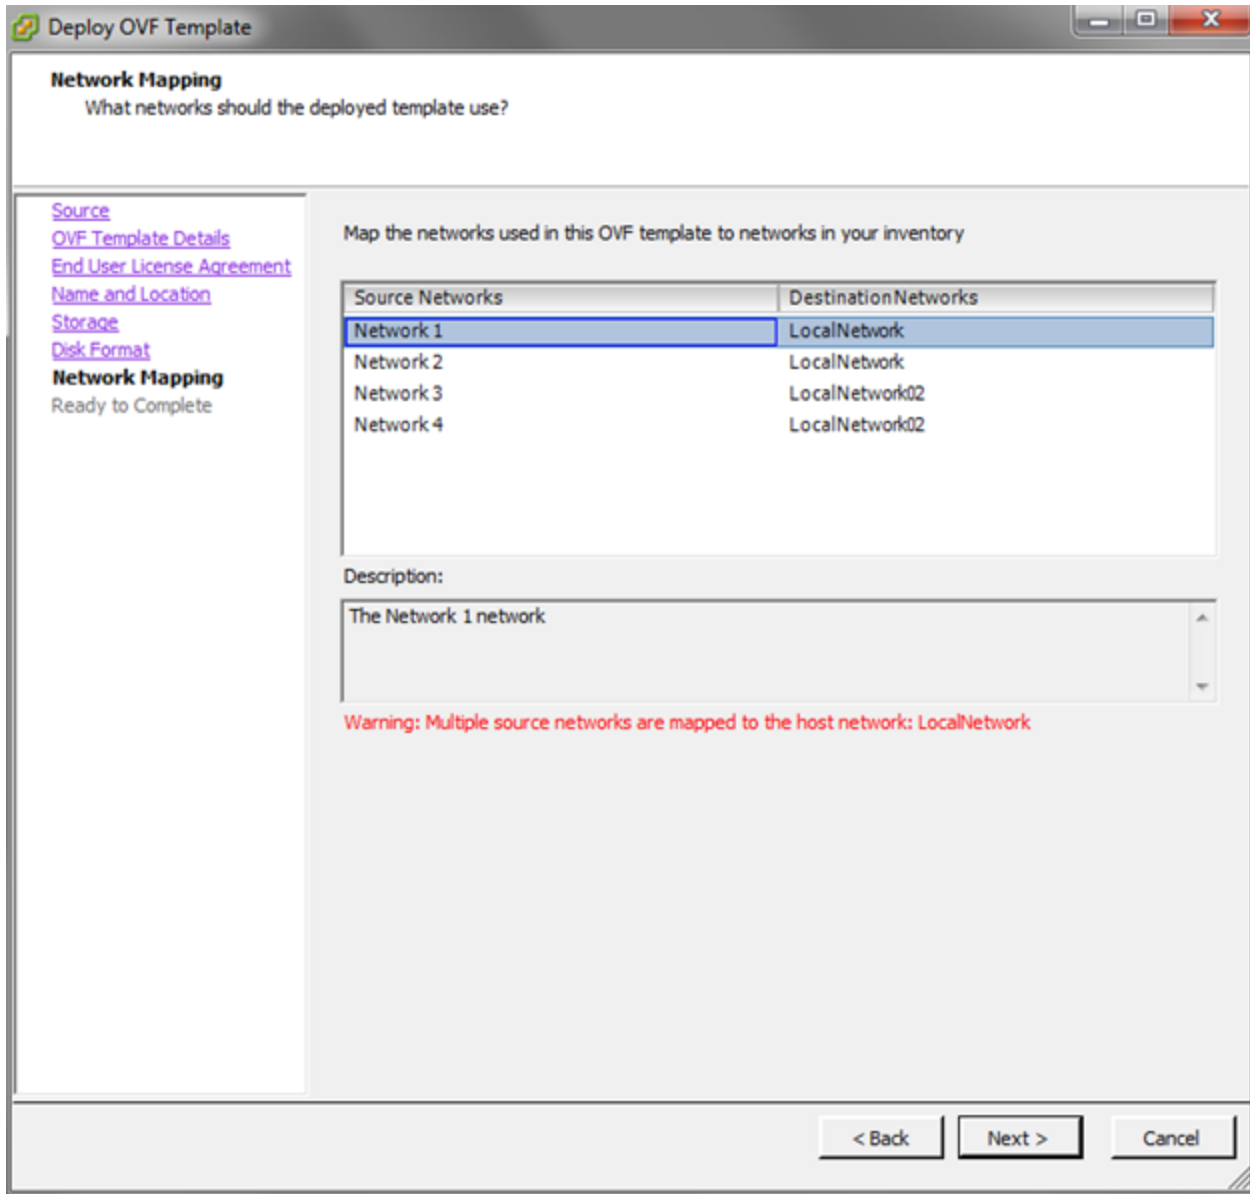 Deploy OVF Template
Network Mapping
What networks should the deployed template use?
Source
OVF Template Details
End User License Agreement
Name and Location
Storage
Disk Format
Network Mapping
Ready to Complete
Map the networks used in this OVF template to networks in your inventory
Source Networks DestinationNetworks
Network 1 LocalNetwork
Network 2 LocalNetwork
Network 3 LocalNetwork02
Network 4 LocalNetwork02
Description:
The Network 1 network
Warning: Multiple source networks are mapped to the host network: LocalNetwork
< Back Next > Cancel